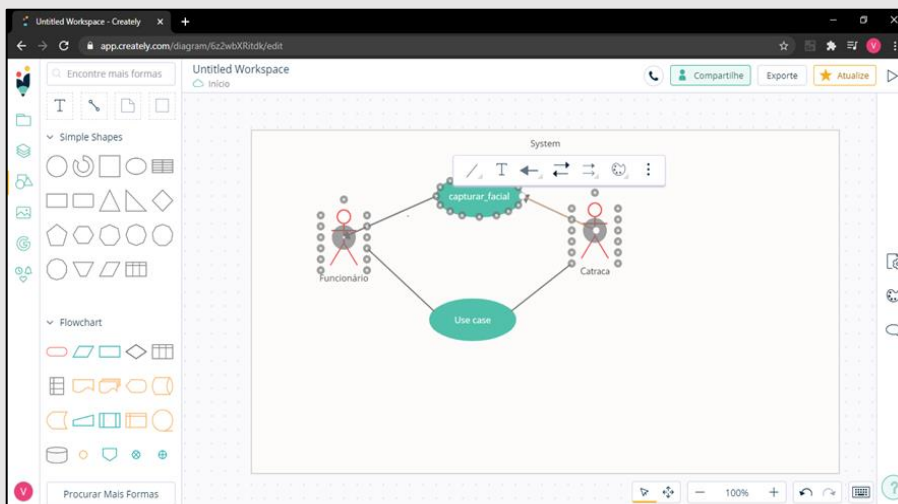 Untitled Workspace - Creately
app.creately.com/diagram/6z2wbXRitdk/edit
V
Encontre mais formas
Untitled Workspace
Início
Compartilhe
Exporte
Atualize
T
Simple Shapes
Flowchart
System
T
capturar_facial
Funcionário
Catraca
Use case
V
Procurar Mais Formas
100%
?